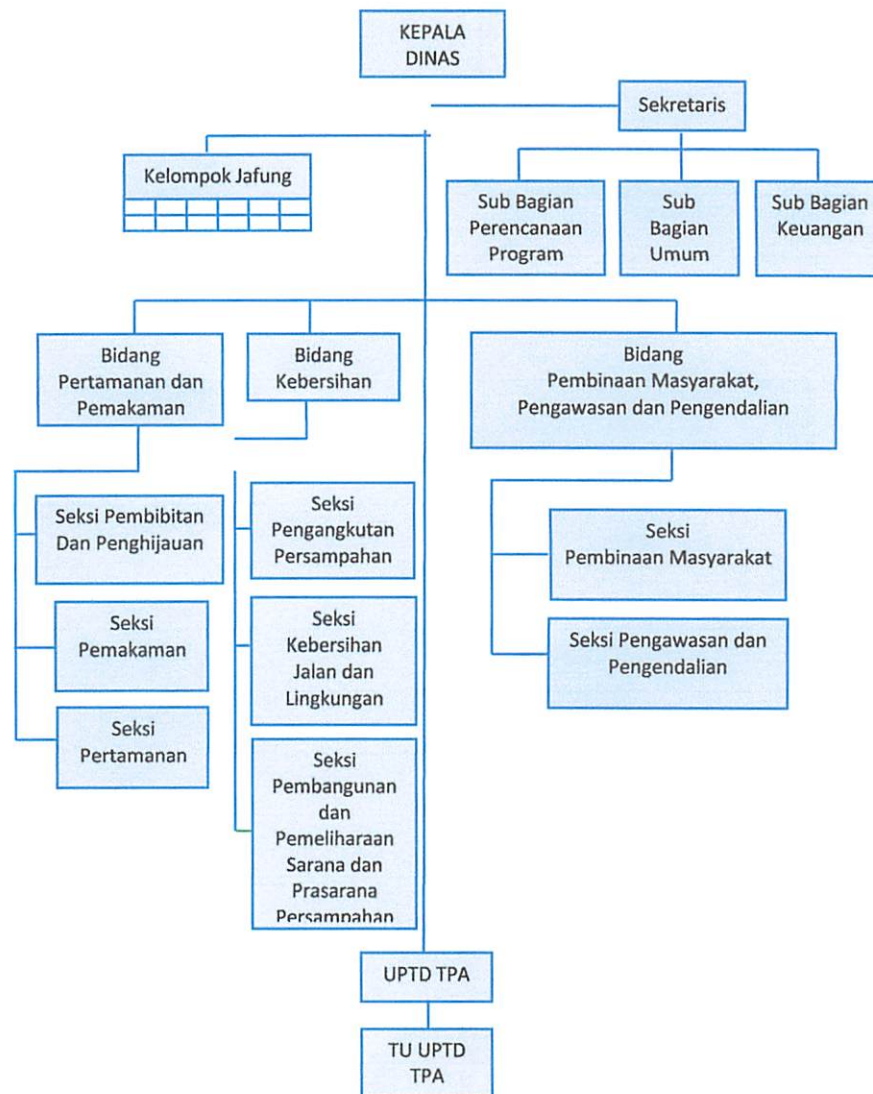 KEPALA
DINAS
Sekretaris
Kelompok Jafung
Sub Bagian
Perencanaan
Program
Sub
Bagian
Umum
Sub Bagian
Keuangan
Bidang
Pertamanan dan
Pemakaman
Bidang
Kebersihan
Bidang
Pembinaan Masyarakat,
Pengawasan dan Pengendalian
Seksi Pembibitan
Dan Penghijauan
Seksi
Pemakaman
Seksi
Pertamanan
Seksi
Pengangkutan
Persampahan
Seksi
Kebersihan
Jalan dan
Lingkungan
Seksi
Pembangunan
dan
Pemeliharaan
Sarana dan
Prasarana
Persampahan
Seksi
Pembinaan Masyarakat
Seksi Pengawasan dan
Pengendalian
UPTD TPA
TU UPTD
TPA